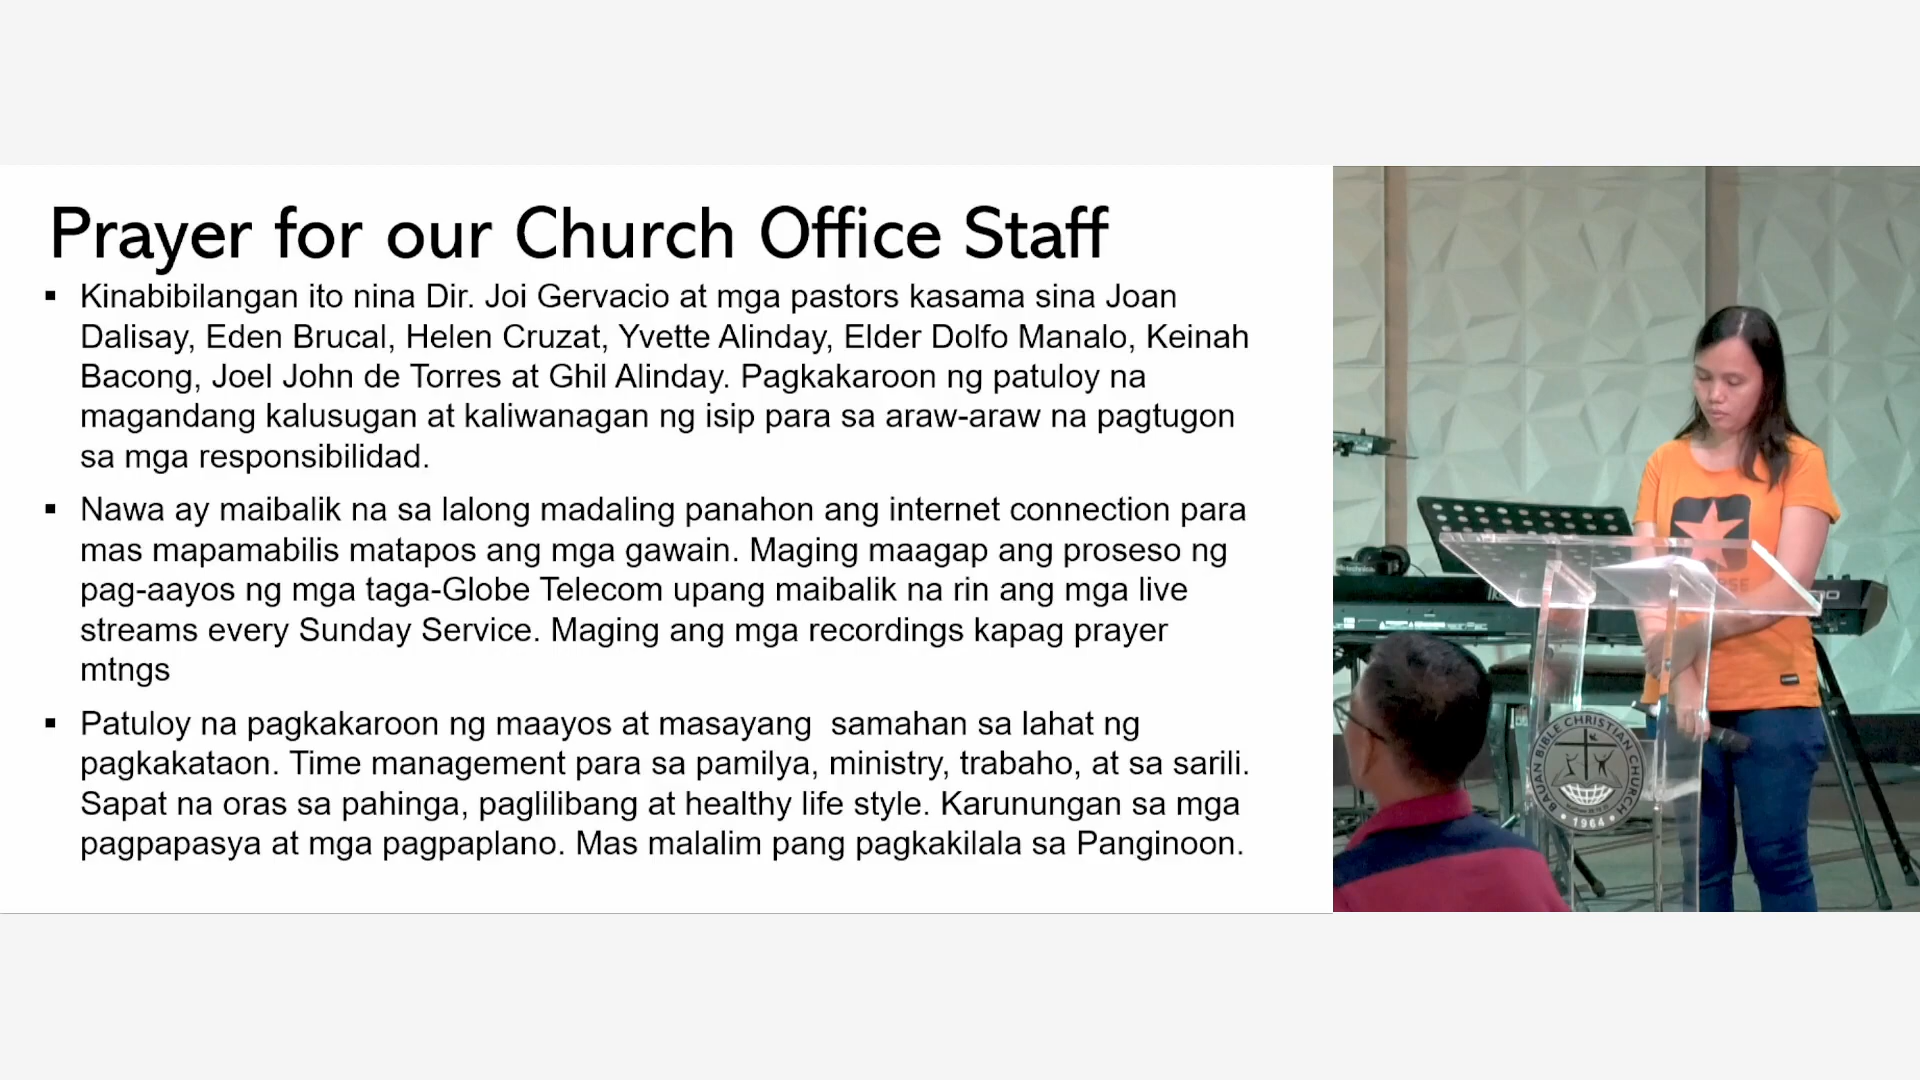 Prayer for our Church Office Staff
▪ Kinabibilangan ito nina Dir. Joi Gervacio at mga pastors kasama sina Joan
Dalisay, Eden Brucal, Helen Cruzat, Yvette Alinday, Elder Dolfo Manalo, Keinah
Bacong, Joel John de Torres at Ghil Alinday. Pagkakaroon ng patuloy na
magandang kalusugan at kaliwanagan ng isip para sa araw-araw na pagtugon
sa mga responsibilidad.
▪ Nawa ay maibalik na sa lalong madaling panahon ang internet connection para
mas mapamabilis matapos ang mga gawain. Maging maagap ang proseso ng
pag-aayos ng mga taga-Globe Telecom upang maibalik na rin ang mga live
streams every Sunday Service. Maging ang mga recordings kapag prayer
mtngs
▪ Patuloy na pagkakaroon ng maayos at masayang  samahan sa lahat ng
pagkakataon. Time management para sa pamilya, ministry, trabaho, at sa sarili.
Sapat na oras sa pahinga, paglilibang at healthy life style. Karunungan sa mga
pagpapasya at mga pagpaplano. Mas malalim pang pagkakilala sa Panginoon.
BAUAN BIBLE CHRISTIAN CHURCH
• 1964 •